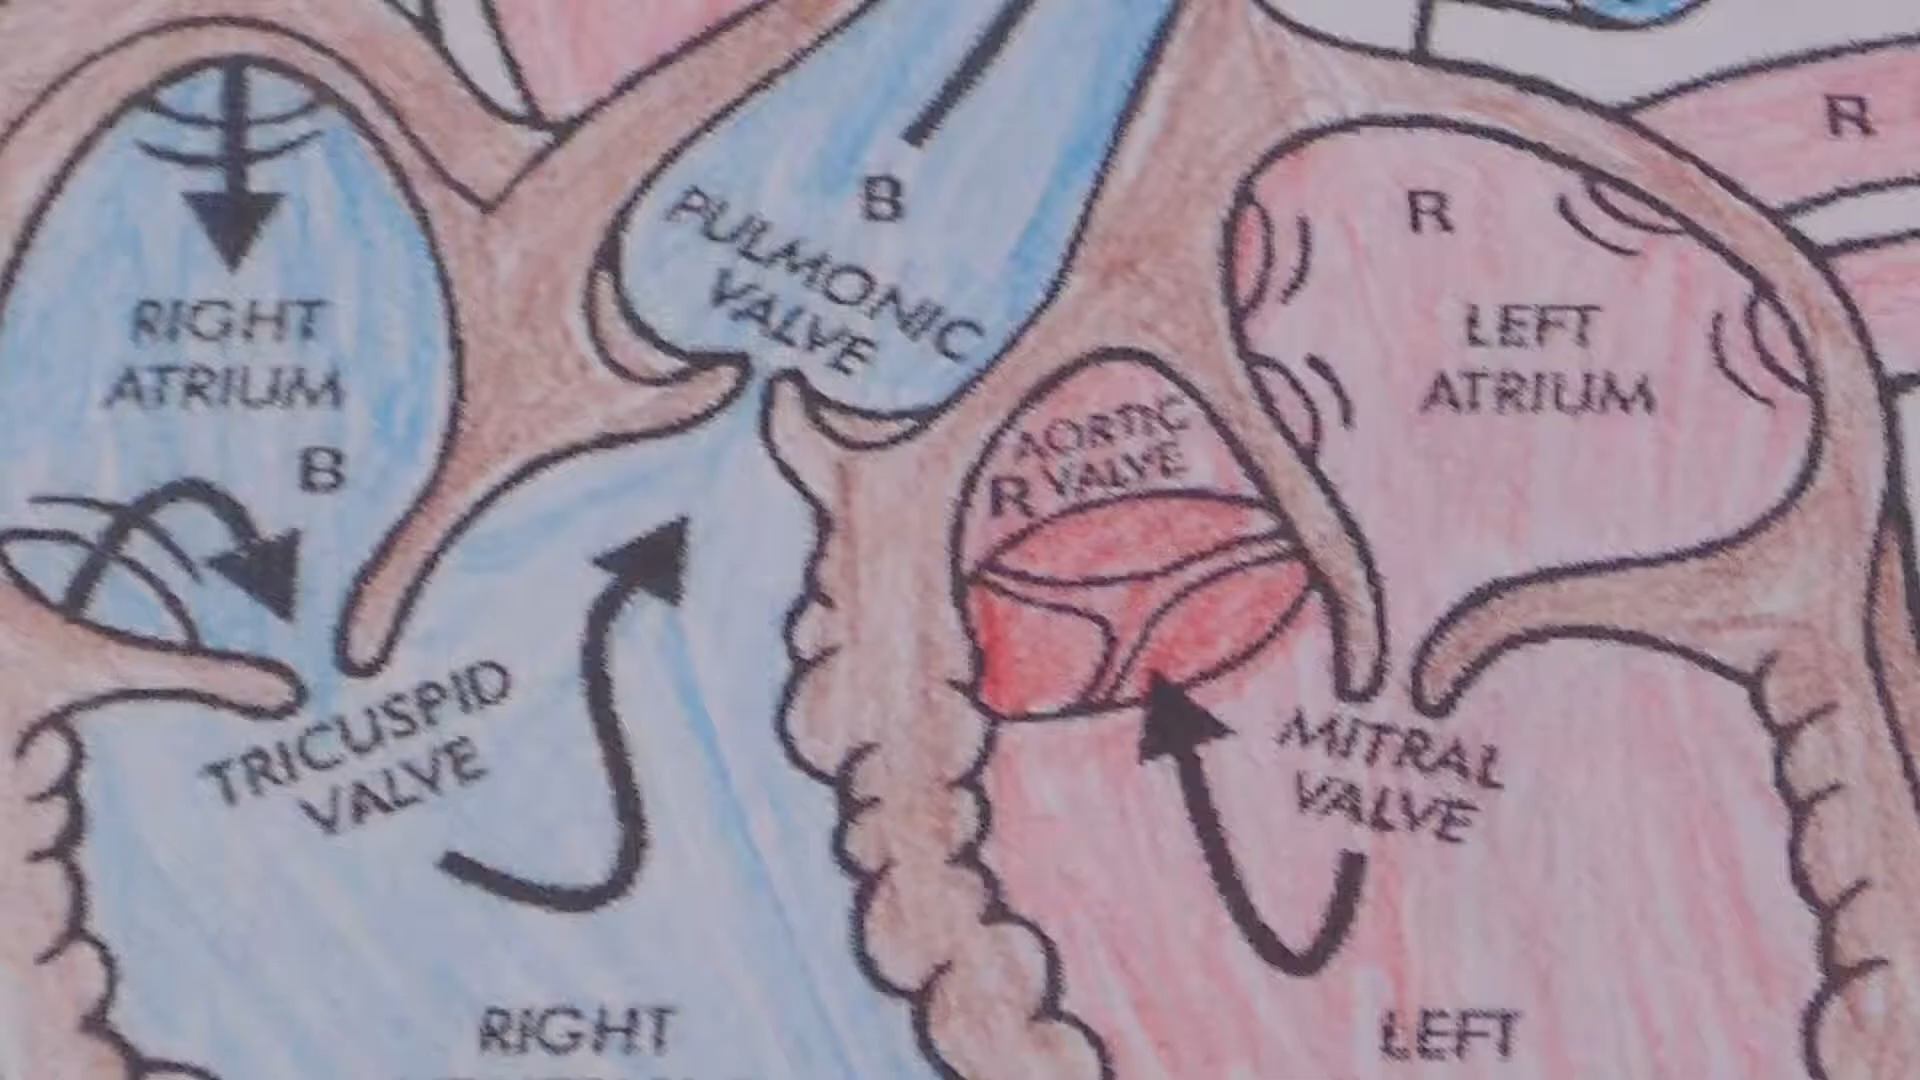 R
B
PULMONIC
VALVE
R
RIGHT
ATRIUM
B
LEFT
ATRIUM
AORTIC
R VALVE
TRICUSPID
VALVE
MITRAL
VALVE
RIGHT
LEFT